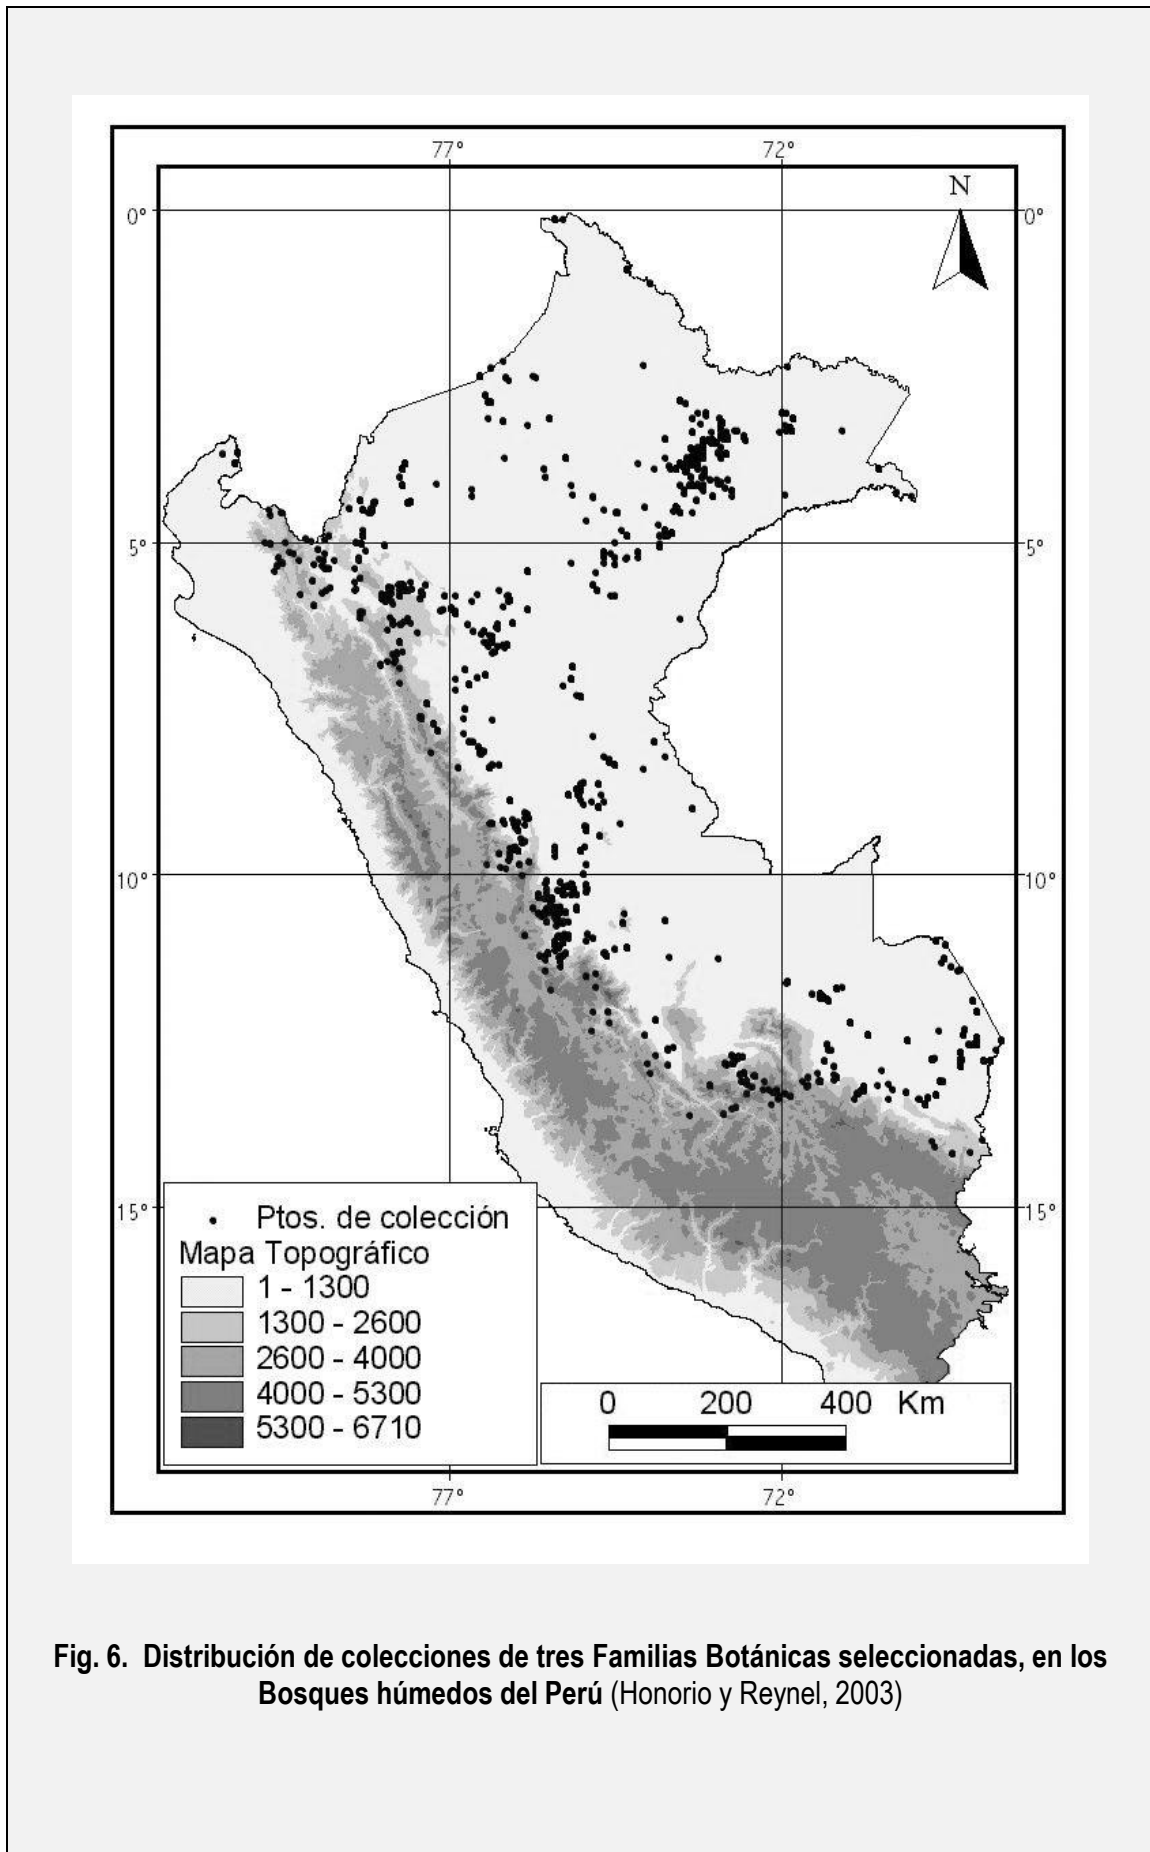 77° 72°
N
0° 0°
5° 5°
10° 10°
15° 15°
Ptos. de colección
Mapa Topográfico
1 - 1300
1300 - 2600
2600 - 4000
4000 - 5300
5300 - 6710
0 200 400 Km
77° 72°
Fig. 6. Distribución de colecciones de tres Familias Botánicas seleccionadas, en los
Bosques húmedos del Perú (Honorio y Reynel, 2003)